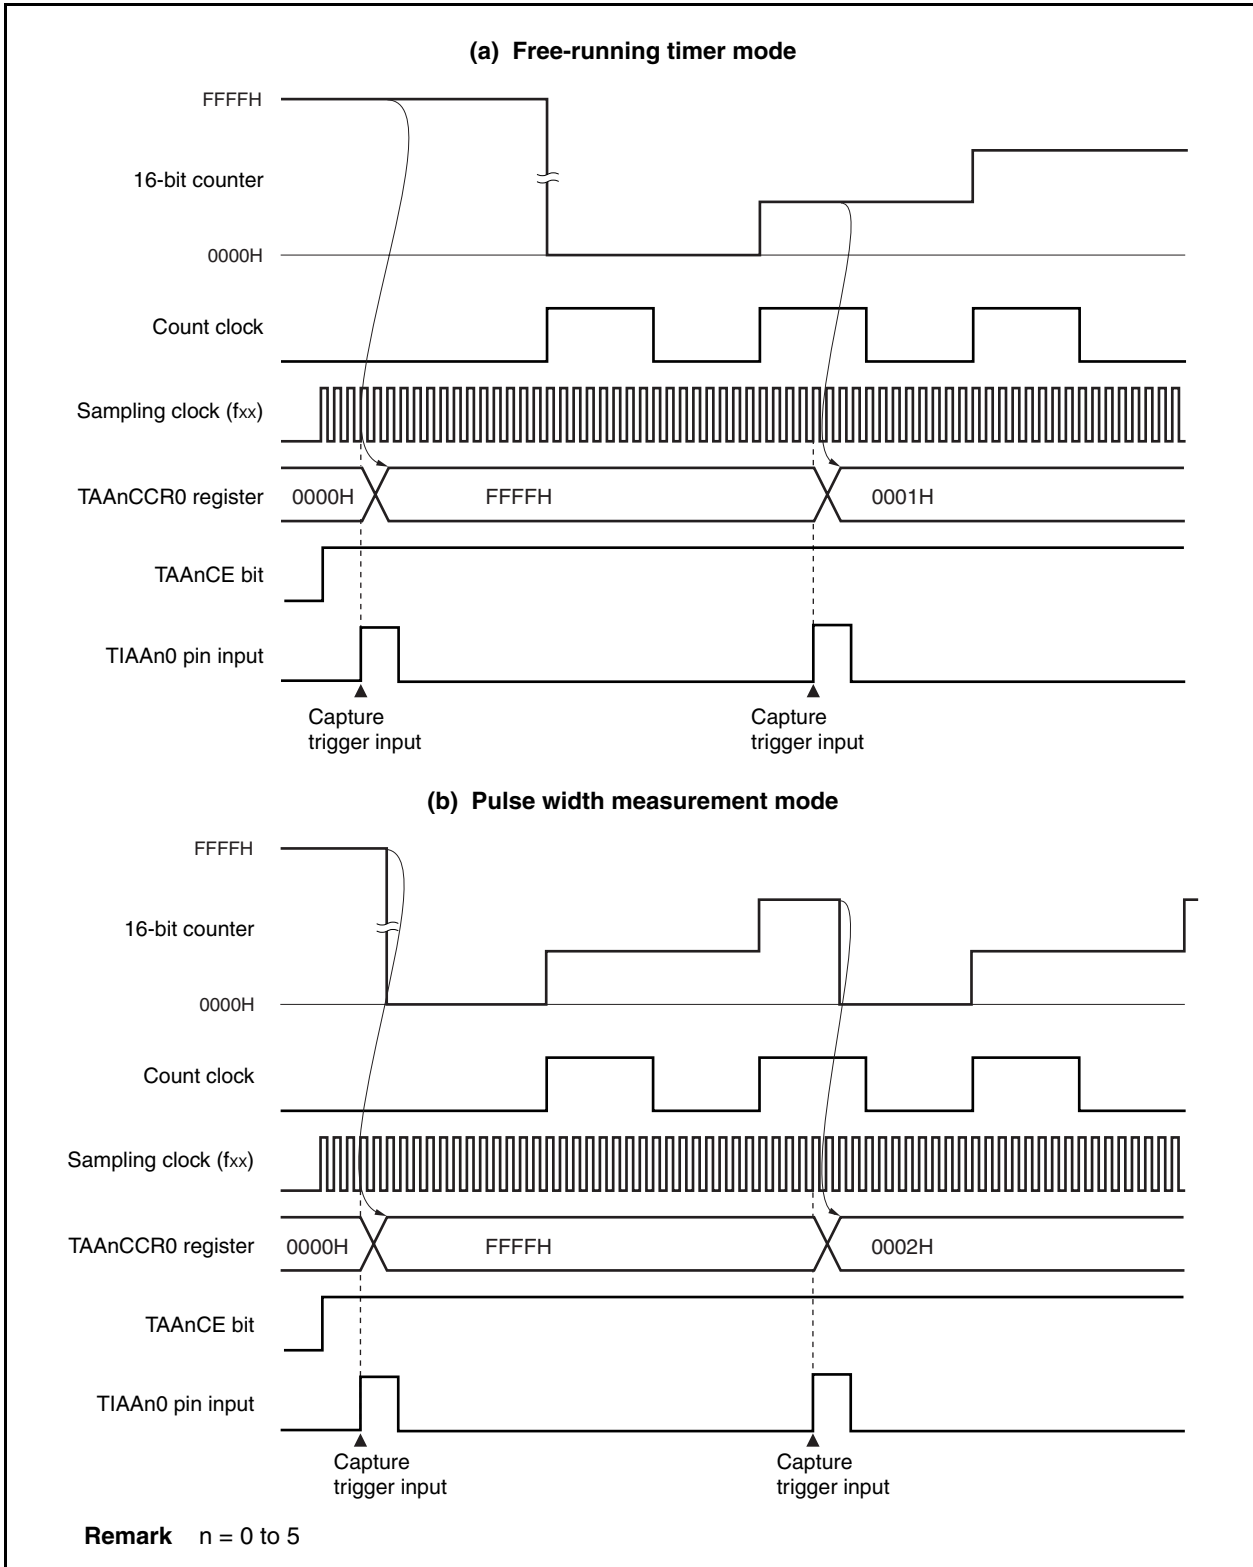 (a) Free-running timer mode
FFFFH
16-bit counter
0000H
Count clock
Sampling clock (fxx)
TAAnCCR0 register
0000H
FFFFH
0001H
TAAnCE bit
TIAAn0 pin input
Capture
trigger input
Capture
trigger input
(b) Pulse width measurement mode
FFFFH
16-bit counter
0000H
Count clock
Sampling clock (fxx)
TAAnCCR0 register
0000H
FFFFH
0002H
TAAnCE bit
TIAAn0 pin input
Capture
trigger input
Capture
trigger input
Remark n = 0 to 5